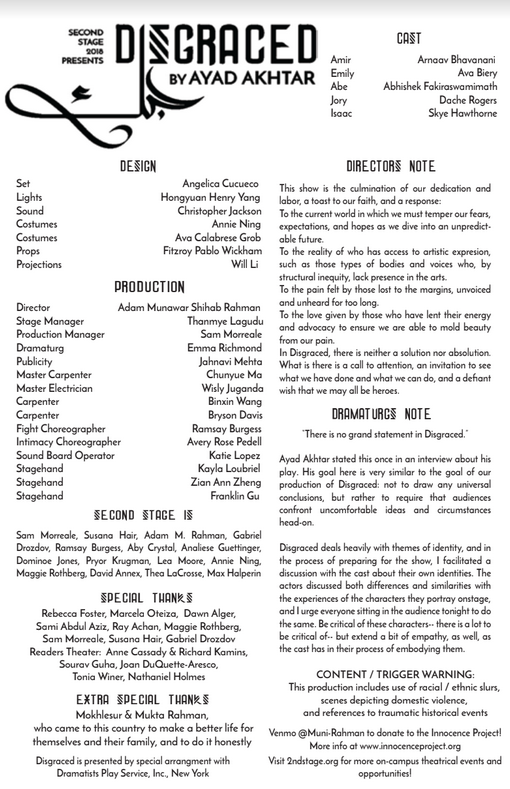 SECOND
STAGE
2018
PRESENTS
DISGRACED
BY AYAD AKHTAR
CAST
Amir Arnaav Bhavanani
Emily Ava Biery
Abe Abhishek Fakiraswamimath
Jory Dache Rogers
Isaac Skye Hawthorne
DESIGN
Set Angelica Cucueco
Lights Hongyuan Henry Yang
Sound Christopher Jackson
Costumes Annie Ning
Costumes Ava Calabrese Grob
Props Fitzroy Pablo Wickham
Projections Will Li
PRODUCTION
Director Adam Munawar Shihab Rahman
Stage Manager Thanmye Lagudu
Production Manager Sam Morreale
Dramaturg Emma Richmond
Publicity Jahnavi Mehta
Master Carpenter Chunyue Ma
Master Electrician Wisly Juganda
Carpenter Binxin Wang
Carpenter Bryson Davis
Fight Choreographer Ramsay Burgess
Intimacy Choreographer Avery Rose Pedell
Sound Board Operator Katie Lopez
Stagehand Kayla Loubriel
Stagehand Zian Ann Zheng
Stagehand Franklin Gu
SECOND STAGE IS
Sam Morreale, Susana Hair, Adam M. Rahman, Gabriel
Drozdov, Ramsay Burgess, Aby Crystal, Analiese Guettinger,
Dominoe Jones, Pryor Krugman, Lea Moore, Annie Ning,
Maggie Rothberg, David Annex, Thea LaCrosse, Max Halperin
SPECIAL THANKS
Rebecca Foster, Marcela Oteiza, Dawn Alger,
Sami Abdul Aziz, Ray Achan, Maggie Rothberg,
Sam Morreale, Susana Hair, Gabriel Drozdov
Readers Theater: Anne Cassady & Richard Kamins,
Sourav Guha, Joan DuQuette-Aresco,
Tonia Winer, Nathaniel Holmes
EXTRA SPECIAL THANKS
Mokhlesur & Mukta Rahman,
who came to this country to make a better life for
themselves and their family, and to do it honestly
Disgraced is presented by special arrangment with
Dramatists Play Service, Inc., New York
DIRECTORS NOTE
This show is the culmination of our dedication and
labor, a toast to our faith, and a response:
To the current world in which we must temper our fears,
expectations, and hopes as we dive into an unpredict-
able future.
To the reality of who has access to artistic expresion,
such as those types of bodies and voices who, by
structural inequity, lack presence in the arts.
To the pain felt by those lost to the margins, unvoiced
and unheard for too long.
To the love given by those who have lent their energy
and advocacy to ensure we are able to mold beauty
from our pain.
In Disgraced, there is neither a solution nor absolution.
What is there is a call to attention, an invitation to see
what we have done and what we can do, and a defiant
wish that we may all be heroes.
DRAMATURGS NOTE
"There is no grand statement in Disgraced."
Ayad Akhtar stated this once in an interview about his
play. His goal here is very similar to the goal of our
production of Disgraced: not to draw any universal
conclusions, but rather to require that audiences
confront uncomfortable ideas and circumstances
head-on.
Disgraced deals heavily with themes of identity, and in
the process of preparing for the show, I facilitated a
discussion with the cast about their own identities. The
actors discussed both differences and similarities with
the experiences of the characters they portray onstage,
and I urge everyone sitting in the audience tonight to do
the same. Be critical of these characters-- there is a lot to
be critical of-- but extend a bit of empathy, as well, as
the cast has in their process of embodying them.
CONTENT / TRIGGER WARNING:
This production includes use of racial / ethnic slurs,
scenes depicting domestic violence,
and references to traumatic historical events
Venmo @Muni-Rahman to donate to the Innocence Project!
More info at www.innocenceproject.org
Visit 2ndstage.org for more on-campus theatrical events and
opportunities!